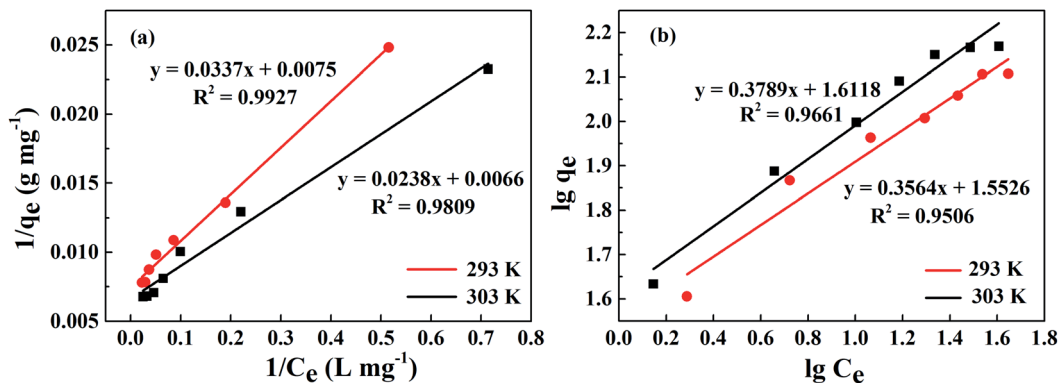 (a)
y = 0.0337x + 0.0075
R² = 0.9927
y = 0.0238x + 0.0066
R² = 0.9809
293 K
303 K
0.025
0.020
0.015
0.010
0.005
0.0 0.1 0.2 0.3 0.4 0.5 0.6 0.7 0.8
1/qe (g mg⁻¹)
1/Ce (L mg⁻¹)
(b)
y = 0.3789x + 1.6118
R² = 0.9661
y = 0.3564x + 1.5526
R² = 0.9506
293 K
303 K
2.2
2.1
2.0
1.9
1.8
1.7
1.6
0.0 0.2 0.4 0.6 0.8 1.0 1.2 1.4 1.6 1.8
lg qe
lg Ce